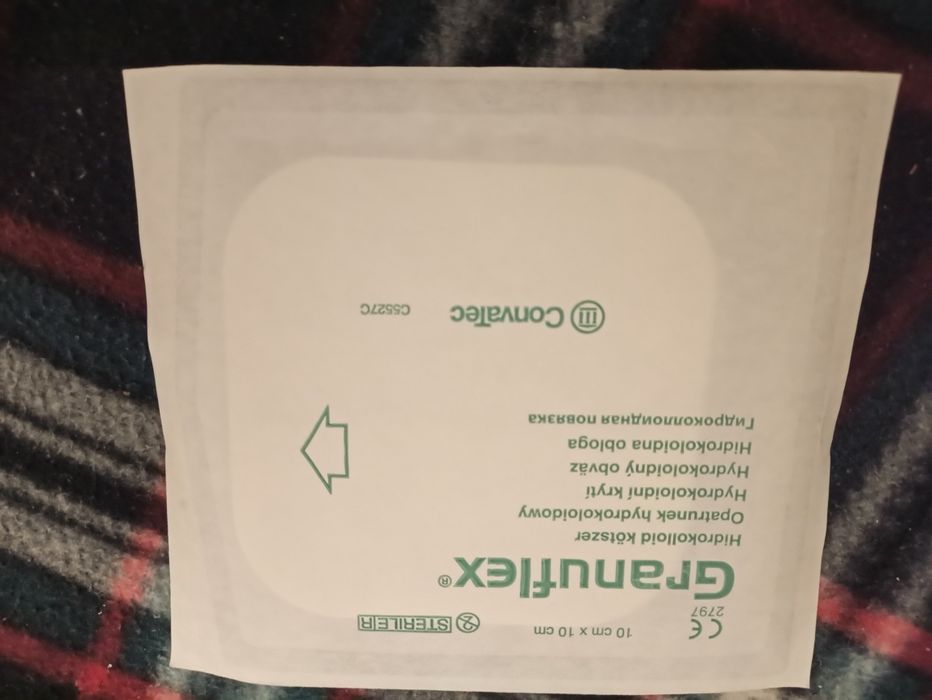 CE 10 cm x 10 cm STERILE R
2797
Granuflex®
Hidrokolloid kötszer
Opatrunek hydrokoloidowy
Hydrokoloidní krytí
Hydrokoloidný obväz
Hidrokoloidna obloga
Гидроколлоидная повязка
ConvaTec C5527C